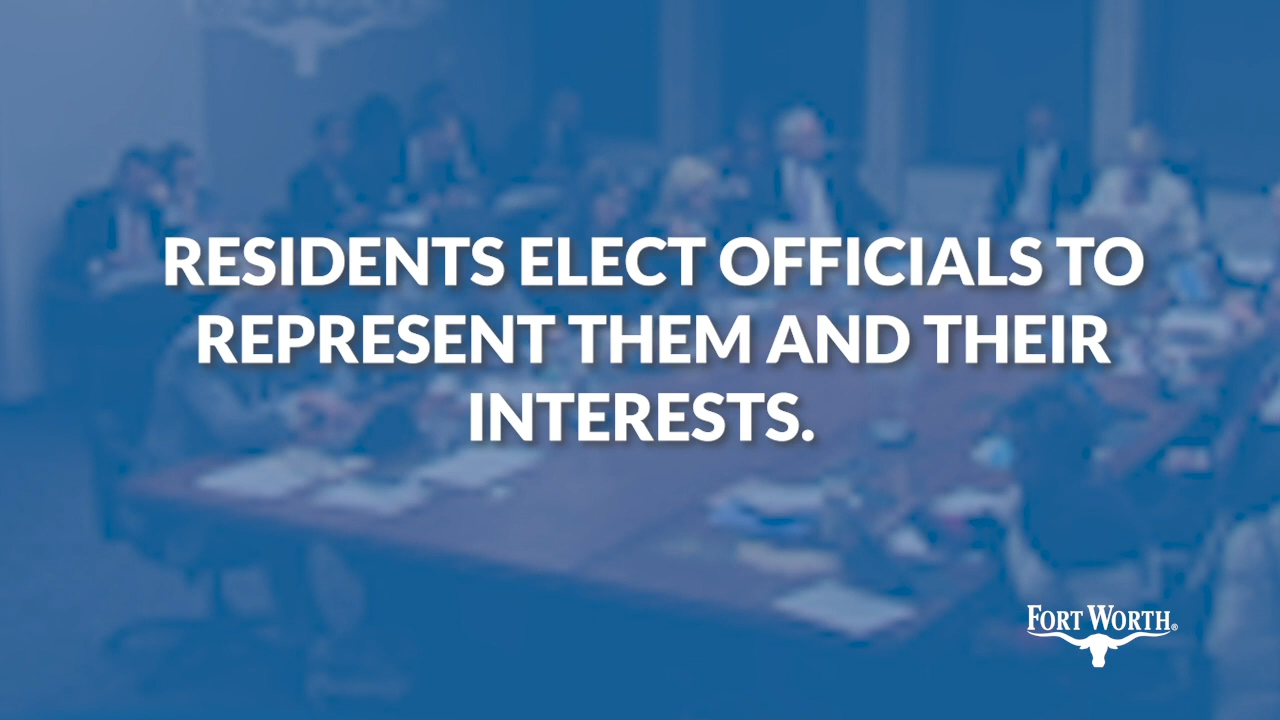 RESIDENTS ELECT OFFICIALS TO
REPRESENT THEM AND THEIR
INTERESTS.
FORT WORTH®